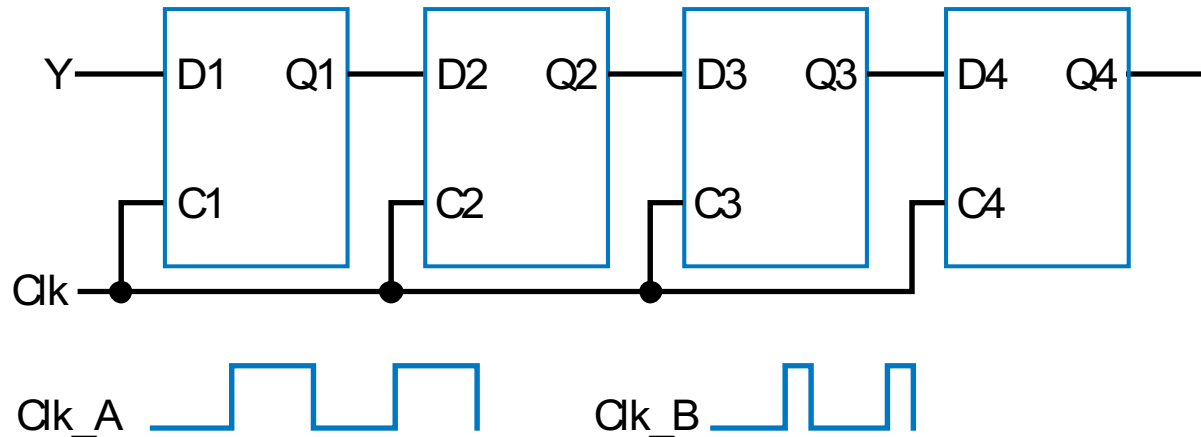 Y D1 Q1 D2 Q2 D3 Q3 D4 Q4
C1 C2 C3 C4
Clk
Clk_A Clk_B